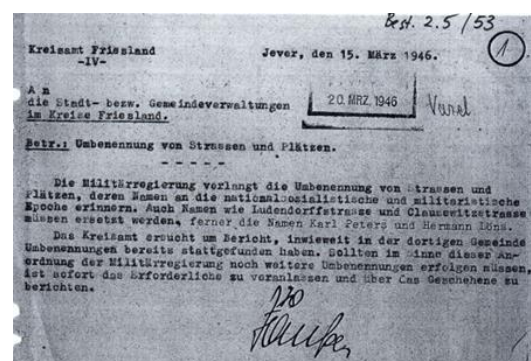 Best. 2.5/53
1
Kreisamt Friesland
-IV-
Jever, den 15. März 1946.
An
die Stadt- bezw. Gemeindeverwaltungen
im Kreise Friesland.
20. MRZ. 1946
Varel
Betr.: Umbenennung von Strassen und Plätzen.
- - - - -
Die Militärregierung verlangt die Umbenennung von Strassen und
Plätzen, deren Namen an die nationalsozialistische und militaristische
Epoche erinnern. Auch Namen wie Ludendorffstrasse und Clausewitzstrasse
müssen ersetzt werden, ferner die Namen Karl Peters und Hermann Löns.
Das Kreisamt ersucht um Bericht, inwieweit in der dortigen Gemeinde
Umbenennungen bereits stattgefunden haben. Sollten im Sinne dieser An-
ordnung der Militärregierung noch weitere Umbenennungen erfolgen müssen,
ist sofort das Erforderliche zu veranlassen und über das Geschehene zu
berichten.